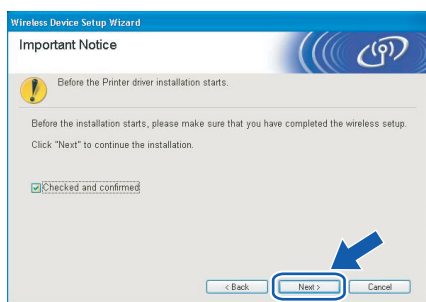 Wireless Device Setup Wizard
Important Notice
Before the Printer driver installation starts.
Before the installation starts, please make sure that you have completed the wireless setup.
Click "Next" to continue the installation.
Checked and confirmed
< Back Next > Cancel